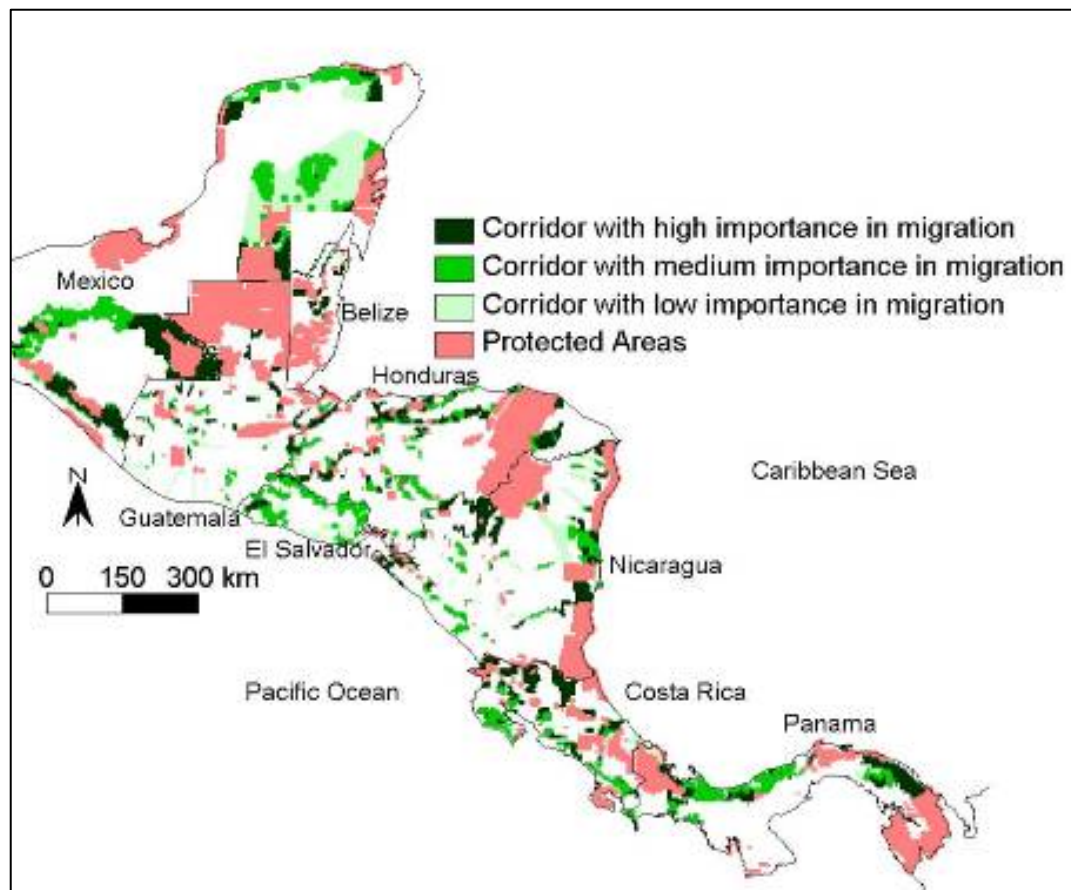 Corridor with high importance in migration
Corridor with medium importance in migration
Corridor with low importance in migration
Protected Areas
Mexico
Belize
Honduras
Caribbean Sea
N
Guatemala
El Salvador
Nicaragua
0 150 300 km
Pacific Ocean
Costa Rica
Panama